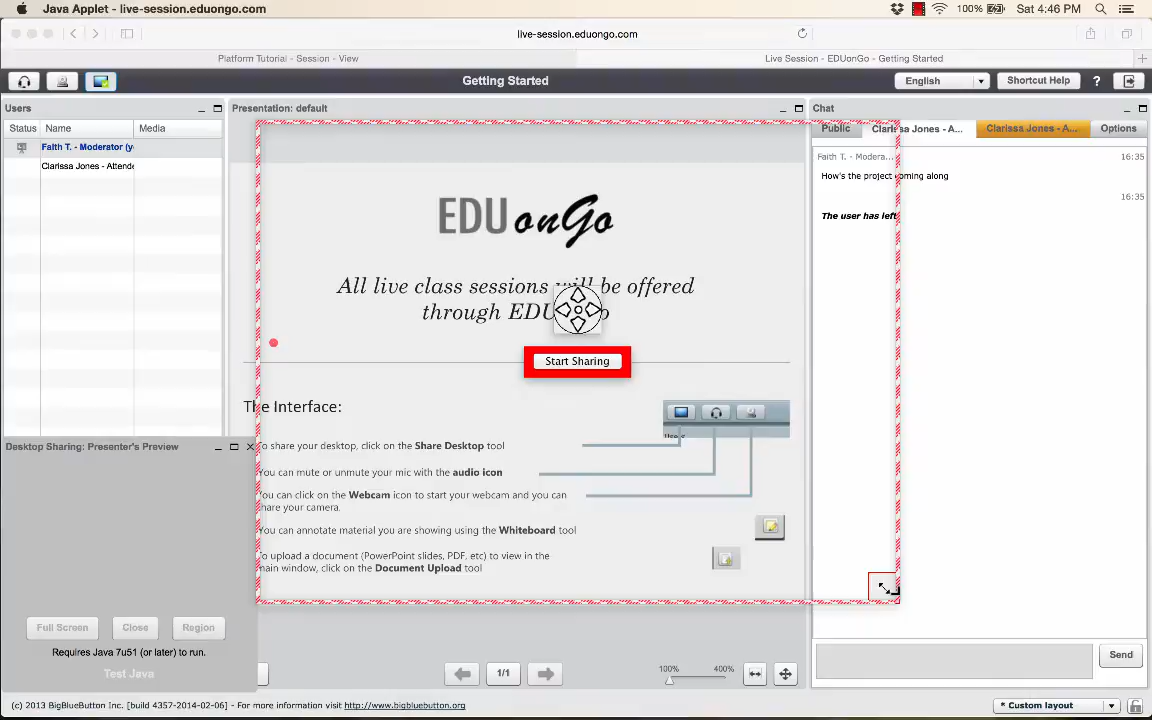 Java Applet - live-session.eduongo.com
100%
Sat 4:46 PM
live-session.eduongo.com
Platform Tutorial - Session - View
Live Session - EDUonGo - Getting Started
Getting Started
English
Shortcut Help
?
Users
Presentation: default
Chat
Status
Name
Media
Public
Clarissa Jones - A...
Clarissa Jones - A...
Options
Faith T. - Moderator (y
Clarissa Jones - Attende
Faith T. - Modera...
16:35
How's the project coming along
16:35
The user has left
EDUonGo
All live class sessions will be offered
through
Start Sharing
The Interface:
To share your desktop, click on the Share Desktop tool
You can mute or unmute your mic with the audio icon
You can click on the Webcam icon to start your webcam and you can
share your camera.
You can annotate material you are showing using the Whiteboard tool
To upload a document (PowerPoint slides, PDF, etc) to view in the
main window, click on the Document Upload tool
Desktop Sharing: Presenter's Preview
Full Screen
Close
Region
Requires Java 7u51 (or later) to run.
Test Java
1/1
100%
400%
Send
(c) 2013 BigBlueButton Inc. [build 4357-2014-02-06] - For more information visit http://www.bigbluebutton.org
* Custom layout